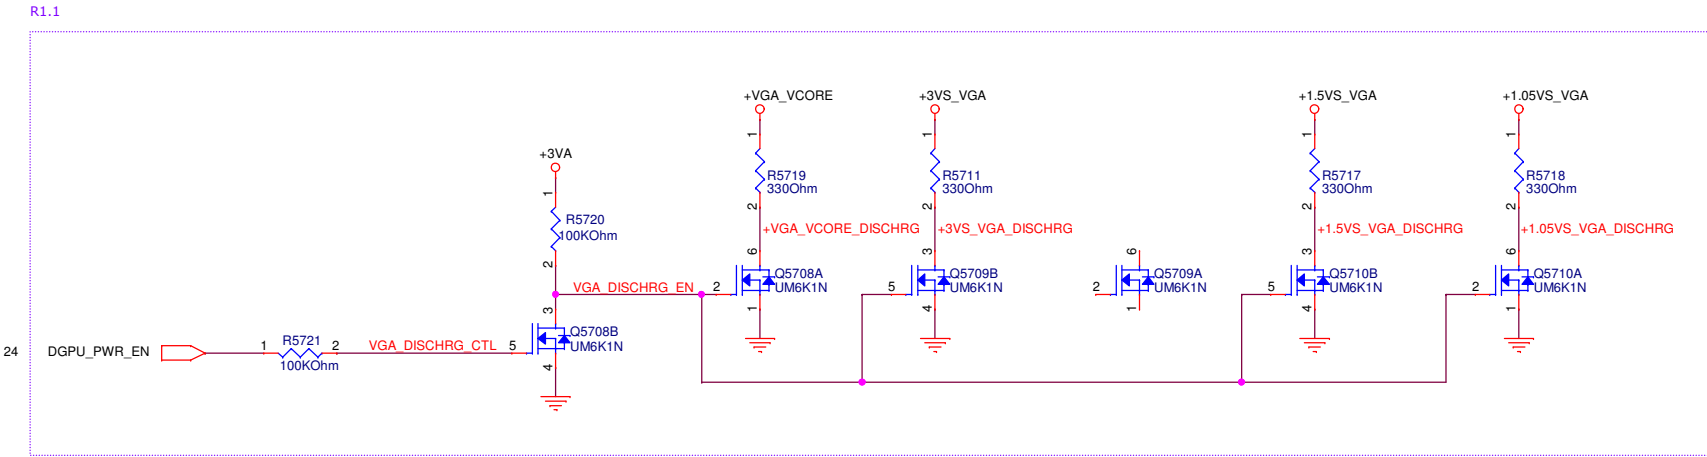 R1.1
+VGA_VCORE
+3VS_VGA
+1.5VS_VGA
+1.05VS_VGA
1
1
1
1
+3VA
R5719
330Ohm
R5711
330Ohm
R5717
330Ohm
R5718
330Ohm
1
2
2
2
2
R5720
100KOhm
+VGA_VCORE_DISCHRG
+3VS_VGA_DISCHRG
+1.5VS_VGA_DISCHRG
+1.05VS_VGA_DISCHRG
2
6
3
6
3
6
VGA_DISCHRG_EN
2
Q5708A
UM6K1N
5
Q5709B
UM6K1N
2
Q5709A
UM6K1N
5
Q5710B
UM6K1N
2
Q5710A
UM6K1N
3
1
4
1
4
1
24
DGPU_PWR_EN
1
R5721
100KOhm
2
VGA_DISCHRG_CTL
5
Q5708B
UM6K1N
4